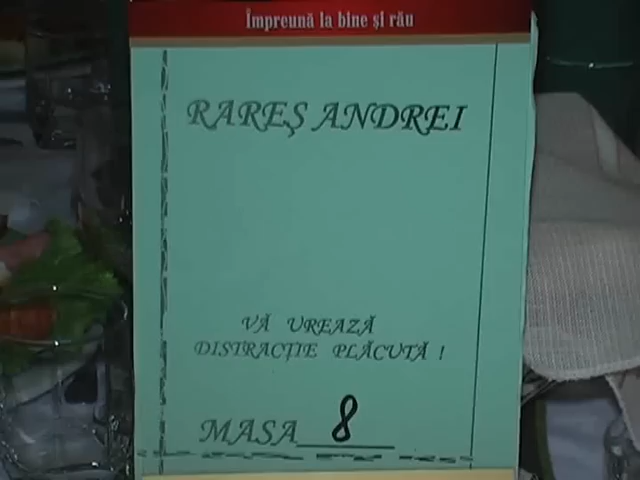 Împreună la bine şi rău
RAREŞ ANDREI
VĂ UREAZĂ
DISTRACŢIE PLĂCUTĂ !
MASA 8